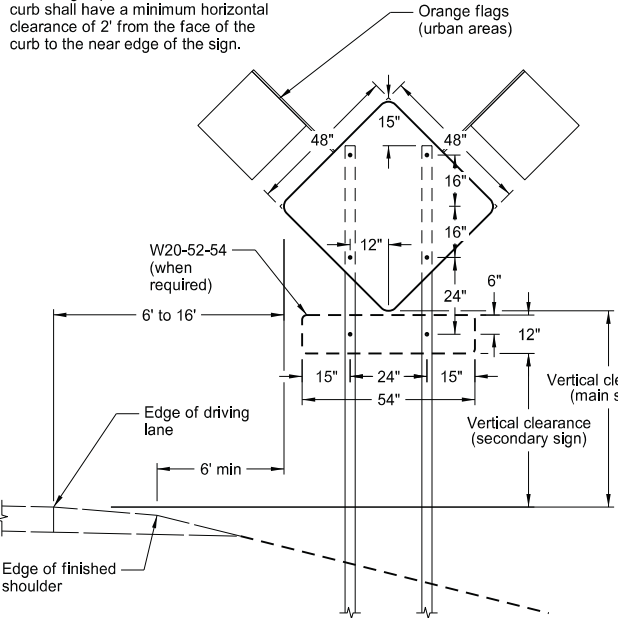 curb shall have a minimum horizontal
clearance of 2' from the face of the
curb to the near edge of the sign.
Orange flags
(urban areas)
15"
48"
48"
16"
16"
12"
W20-52-54
(when
required)
24"
6"
6' to 16'
12"
15"
24"
15"
54"
Vertical
(main
Vertical clearance
(secondary sign)
Edge of driving
lane
6' min
Edge of finished
shoulder